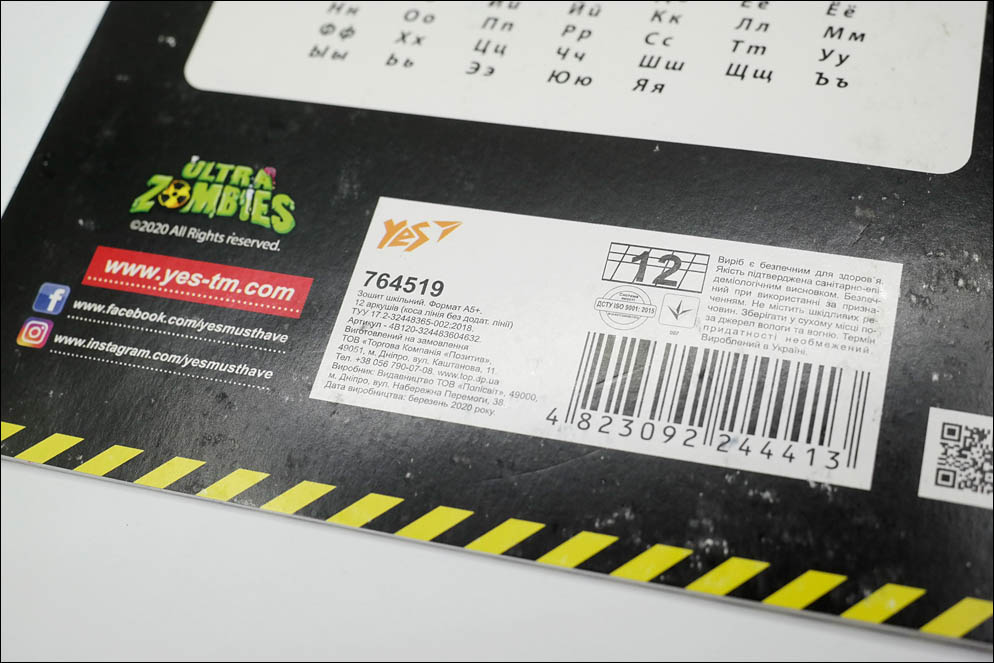 Нн Оо Ии Йй Кк Её Ёё
Фф Хх Пп Рр Сс Лл Мм
Ыы Ьь Цц Чч Шш Тт Уу
Ээ Юю Яя Щщ Ъъ
ULTRA
ZOMBIES
©2020 All Rights reserved.
www.yes-tm.com
www.facebook.com/yesmusthave
www.instagram.com/yesmusthave
YES
764519
Зошит шкільний. Формат А5+.
12 аркушів (коса лінія без додат. лінії)
ТУУ 17.2-32448365-002:2018.
Артикул - 4В120-32448365604632.
Виготовлений на замовлення
ТОВ «Торгова Компанія «Позитив»,
49051, м. Дніпро, вул. Каштанова, 11.
Тел. +38 056 790-07-08. www.top.dp.ua
Виробник: Видавництво ТОВ «Полісвіт», 49000,
м. Дніпро, вул. Набережна Перемоги, 38
Дата виробництва: березень 2020 року.
12
ДСТУ ISO 9001: 2015
Виріб є безпечним для здоров'я.
Якість підтверджена санітарно-епі-
деміологічним висновком. Безпеч-
ний при використанні за призна-
ченням. Не містить шкідливих ре-
човин. Зберігати у сухому місці по-
за джерел вологи та вогню. Термін
придатності необмежений.
Вироблений в Україні.
4 823092 244413